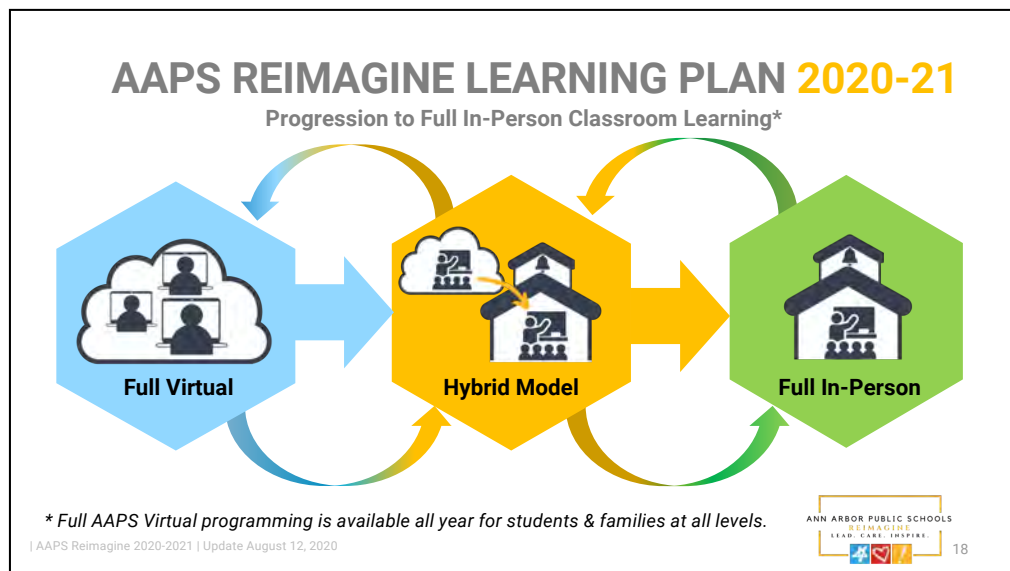 AAPS REIMAGINE LEARNING PLAN 2020-21
Progression to Full In-Person Classroom Learning*
Full Virtual
Hybrid Model
Full In-Person
* Full AAPS Virtual programming is available all year for students & families at all levels.
| AAPS Reimagine 2020-2021 | Update August 12, 2020
ANN ARBOR PUBLIC SCHOOLS
REIMAGINE
LEAD. CARE. INSPIRE.
18